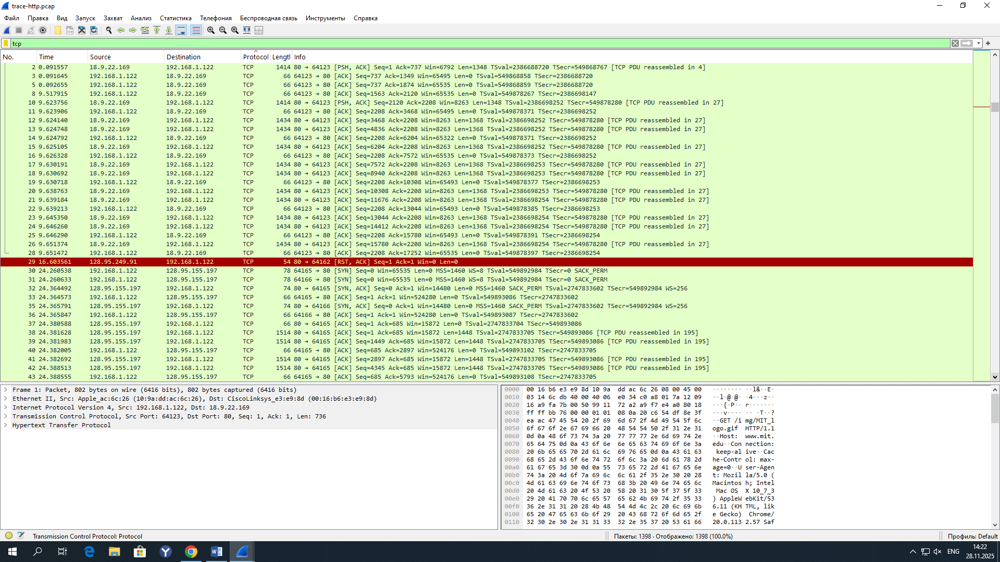 trace-http.pcap
Файл Правка Вид Запуск Захват Анализ Статистика Телефония Беспроводная связь Инструменты Справка
tcp
No. Time Source Destination Protocol Lengtl Info
2 0.091557 18.9.22.169 192.168.1.122 TCP 1414 80 → 64123 [PSH, ACK] Seq=1 Ack=737 Win=6792 Len=1348 TSval=2386688720 TSecr=549868767 [TCP PDU reassembled in 4]
3 0.091645 192.168.1.122 18.9.22.169 TCP 66 64123 → 80 [ACK] Seq=737 Ack=1349 Win=65495 Len=0 TSval=549868858 TSecr=2386688720
5 0.092655 192.168.1.122 18.9.22.169 TCP 66 64123 → 80 [ACK] Seq=737 Ack=1874 Win=65535 Len=0 TSval=549868859 TSecr=2386688720
8 9.517915 192.168.1.122 18.9.22.169 TCP 66 64123 → 80 [ACK] Seq=1563 Ack=2120 Win=65535 Len=0 TSval=549878267 TSecr=2386698147
10 9.623756 18.9.22.169 192.168.1.122 TCP 1414 80 → 64123 [PSH, ACK] Seq=2120 Ack=2208 Win=8263 Len=1348 TSval=2386698252 TSecr=549878280 [TCP PDU reassembled in 27]
11 9.623906 192.168.1.122 18.9.22.169 TCP 66 64123 → 80 [ACK] Seq=2208 Ack=3468 Win=65495 Len=0 TSval=549878371 TSecr=2386698252
12 9.624140 18.9.22.169 192.168.1.122 TCP 1434 80 → 64123 [ACK] Seq=3468 Ack=2208 Win=8263 Len=1368 TSval=2386698252 TSecr=549878280 [TCP PDU reassembled in 27]
13 9.624748 18.9.22.169 192.168.1.122 TCP 1434 80 → 64123 [ACK] Seq=4836 Ack=2208 Win=8263 Len=1368 TSval=2386698252 TSecr=549878280 [TCP PDU reassembled in 27]
14 9.624792 192.168.1.122 18.9.22.169 TCP 66 64123 → 80 [ACK] Seq=2208 Ack=6204 Win=65322 Len=0 TSval=549878371 TSecr=2386698252
15 9.625105 18.9.22.169 192.168.1.122 TCP 1434 80 → 64123 [ACK] Seq=6204 Ack=2208 Win=8263 Len=1368 TSval=2386698252 TSecr=549878280 [TCP PDU reassembled in 27]
16 9.626328 192.168.1.122 18.9.22.169 TCP 66 64123 → 80 [ACK] Seq=2208 Ack=7572 Win=65535 Len=0 TSval=549878373 TSecr=2386698252
17 9.630191 18.9.22.169 192.168.1.122 TCP 1434 80 → 64123 [ACK] Seq=7572 Ack=2208 Win=8263 Len=1368 TSval=2386698253 TSecr=549878280 [TCP PDU reassembled in 27]
18 9.630692 18.9.22.169 192.168.1.122 TCP 1434 80 → 64123 [ACK] Seq=8940 Ack=2208 Win=8263 Len=1368 TSval=2386698253 TSecr=549878280 [TCP PDU reassembled in 27]
19 9.630718 192.168.1.122 18.9.22.169 TCP 66 64123 → 80 [ACK] Seq=2208 Ack=10308 Win=65493 Len=0 TSval=549878377 TSecr=2386698253
20 9.638763 18.9.22.169 192.168.1.122 TCP 1434 80 → 64123 [ACK] Seq=10308 Ack=2208 Win=8263 Len=1368 TSval=2386698253 TSecr=549878280 [TCP PDU reassembled in 27]
21 9.639184 18.9.22.169 192.168.1.122 TCP 1434 80 → 64123 [ACK] Seq=11676 Ack=2208 Win=8263 Len=1368 TSval=2386698254 TSecr=549878280 [TCP PDU reassembled in 27]
22 9.639213 192.168.1.122 18.9.22.169 TCP 66 64123 → 80 [ACK] Seq=2208 Ack=13044 Win=65493 Len=0 TSval=549878385 TSecr=2386698253
23 9.645350 18.9.22.169 192.168.1.122 TCP 1434 80 → 64123 [ACK] Seq=13044 Ack=2208 Win=8263 Len=1368 TSval=2386698254 TSecr=549878280 [TCP PDU reassembled in 27]
24 9.646260 18.9.22.169 192.168.1.122 TCP 1434 80 → 64123 [ACK] Seq=14412 Ack=2208 Win=8263 Len=1368 TSval=2386698254 TSecr=549878280 [TCP PDU reassembled in 27]
25 9.646290 192.168.1.122 18.9.22.169 TCP 66 64123 → 80 [ACK] Seq=2208 Ack=15780 Win=65493 Len=0 TSval=549878391 TSecr=2386698254
26 9.651374 18.9.22.169 192.168.1.122 TCP 1434 80 → 64123 [ACK] Seq=15780 Ack=2208 Win=8263 Len=1368 TSval=2386698254 TSecr=549878280 [TCP PDU reassembled in 27]
28 9.651472 192.168.1.122 18.9.22.169 TCP 66 64123 → 80 [ACK] Seq=2208 Ack=17252 Win=65535 Len=0 TSval=549878397 TSecr=2386698254
29 16.603561 128.95.249.91 192.168.1.122 TCP 54 80 → 64162 [RST, ACK] Seq=1 Ack=1 Win=0 Len=0
30 24.260538 192.168.1.122 128.95.155.197 TCP 78 64165 → 80 [SYN] Seq=0 Win=65535 Len=0 MSS=1460 WS=8 TSval=549892984 TSecr=0 SACK_PERM
31 24.260633 192.168.1.122 128.95.155.197 TCP 78 64166 → 80 [SYN] Seq=0 Win=65535 Len=0 MSS=1460 WS=8 TSval=549892984 TSecr=0 SACK_PERM
32 24.364492 128.95.155.197 192.168.1.122 TCP 74 80 → 64165 [SYN, ACK] Seq=0 Ack=1 Win=14480 Len=0 MSS=1460 SACK_PERM TSval=2747833602 TSecr=549892984 WS=256
33 24.364573 192.168.1.122 128.95.155.197 TCP 66 64165 → 80 [ACK] Seq=1 Ack=1 Win=524280 Len=0 TSval=549893086 TSecr=2747833602
35 24.365791 128.95.155.197 192.168.1.122 TCP 74 80 → 64166 [SYN, ACK] Seq=0 Ack=1 Win=14480 Len=0 MSS=1460 SACK_PERM TSval=2747833602 TSecr=549892984 WS=256
36 24.365847 192.168.1.122 128.95.155.197 TCP 66 64166 → 80 [ACK] Seq=1 Ack=1 Win=524280 Len=0 TSval=549893087 TSecr=2747833602
37 24.380588 128.95.155.197 192.168.1.122 TCP 66 80 → 64165 [ACK] Seq=1 Ack=685 Win=15872 Len=0 TSval=2747833704 TSecr=549893086
38 24.381628 128.95.155.197 192.168.1.122 TCP 1514 80 → 64165 [ACK] Seq=1 Ack=685 Win=15872 Len=1448 TSval=2747833705 TSecr=549893086 [TCP PDU reassembled in 195]
39 24.381983 128.95.155.197 192.168.1.122 TCP 1514 80 → 64165 [ACK] Seq=1449 Ack=685 Win=15872 Len=1448 TSval=2747833705 TSecr=549893086 [TCP PDU reassembled in 195]
40 24.382005 192.168.1.122 128.95.155.197 TCP 66 64165 → 80 [ACK] Seq=685 Ack=2897 Win=524176 Len=0 TSval=549893102 TSecr=2747833705
41 24.382692 128.95.155.197 192.168.1.122 TCP 1514 80 → 64165 [ACK] Seq=2897 Ack=685 Win=15872 Len=1448 TSval=2747833705 TSecr=549893086 [TCP PDU reassembled in 195]
42 24.388513 128.95.155.197 192.168.1.122 TCP 1514 80 → 64165 [ACK] Seq=4345 Ack=685 Win=15872 Len=1448 TSval=2747833705 TSecr=549893086 [TCP PDU reassembled in 195]
43 24.388555 192.168.1.122 128.95.155.197 TCP 66 64165 → 80 [ACK] Seq=685 Ack=5793 Win=524176 Len=0 TSval=549893108 TSecr=2747833705
Frame 1: Packet, 802 bytes on wire (6416 bits), 802 bytes captured (6416 bits)
Ethernet II, Src: Apple_ac:6c:26 (10:9a:dd:ac:6c:26), Dst: CiscoLinksys_e3:e9:8d (00:16:b6:e3:e9:8d)
Internet Protocol Version 4, Src: 192.168.1.122, Dst: 18.9.22.169
Transmission Control Protocol, Src Port: 64123, Dst Port: 80, Seq: 1, Ack: 1, Len: 736
Hypertext Transfer Protocol
0000 00 16 b6 e3 e9 8d 10 9a dd ac 6c 26 08 00 45 00 ········ ··l&··E·
0010 03 14 6c db 40 00 40 06 e0 34 c0 a8 01 7a 12 09 ··l·@·@· ·4···z··
0020 16 a9 fa 7b 00 50 99 11 72 a2 a9 f7 e4 a0 80 18 ···{·P·· r·······
0030 ff ff bb 76 00 00 01 01 08 0a 20 c6 54 df 8e 3f ···v···· ·· ·T··?
0040 ea ac 47 45 54 20 2f 69 6d 67 2f 4d 49 54 5f 6c ··GET /i mg/MIT_l
0050 6f 67 6f 2e 67 69 66 20 48 54 54 50 2f 31 2e 31 ogo.gif HTTP/1.1
0060 0d 0a 48 6f 73 74 3a 20 77 77 77 2e 6d 69 74 2e ··Host: www.mit.
0070 65 64 75 0d 0a 43 6f 6e 6e 65 63 74 69 6f 6e 3a edu··Con nection:
0080 20 6b 65 65 70 2d 61 6c 69 76 65 0d 0a 43 61 63 keep-al ive··Cac
0090 68 65 2d 43 6f 6e 74 72 6f 6c 3a 20 6d 61 78 2d he-Contr ol: max-
00a0 61 67 65 3d 30 0d 0a 55 73 65 72 2d 41 67 65 6e age=0··U ser-Agen
00b0 74 3a 20 4d 6f 7a 69 6c 6c 61 2f 35 2e 30 20 28 t: Mozil la/5.0 (
00c0 4d 61 63 69 6e 74 6f 73 68 3b 20 49 6e 74 65 6c Macintos h; Intel
00d0 20 4d 61 63 20 4f 53 20 58 20 31 30 5f 37 5f 33 Mac OS X 10_7_3
00e0 29 20 41 70 70 6c 65 57 65 62 4b 69 74 2f 35 33 ) AppleW ebKit/53
00f0 36 2e 31 31 20 28 4b 48 54 4d 4c 2c 20 6c 69 6b 6.11 (KH TML, lik
0100 65 20 47 65 63 6b 6f 29 20 43 68 72 6f 6d 65 2f e Gecko) Chrome/
0110 32 30 2e 30 2e 31 31 33 32 2e 35 37 20 53 61 66 20.0.113 2.57 Saf
Transmission Control Protocol: Protocol
Пакеты: 1398 · Отображено: 1398 (100.0%)
Профиль: Default
ENG
14:22
28.11.2025